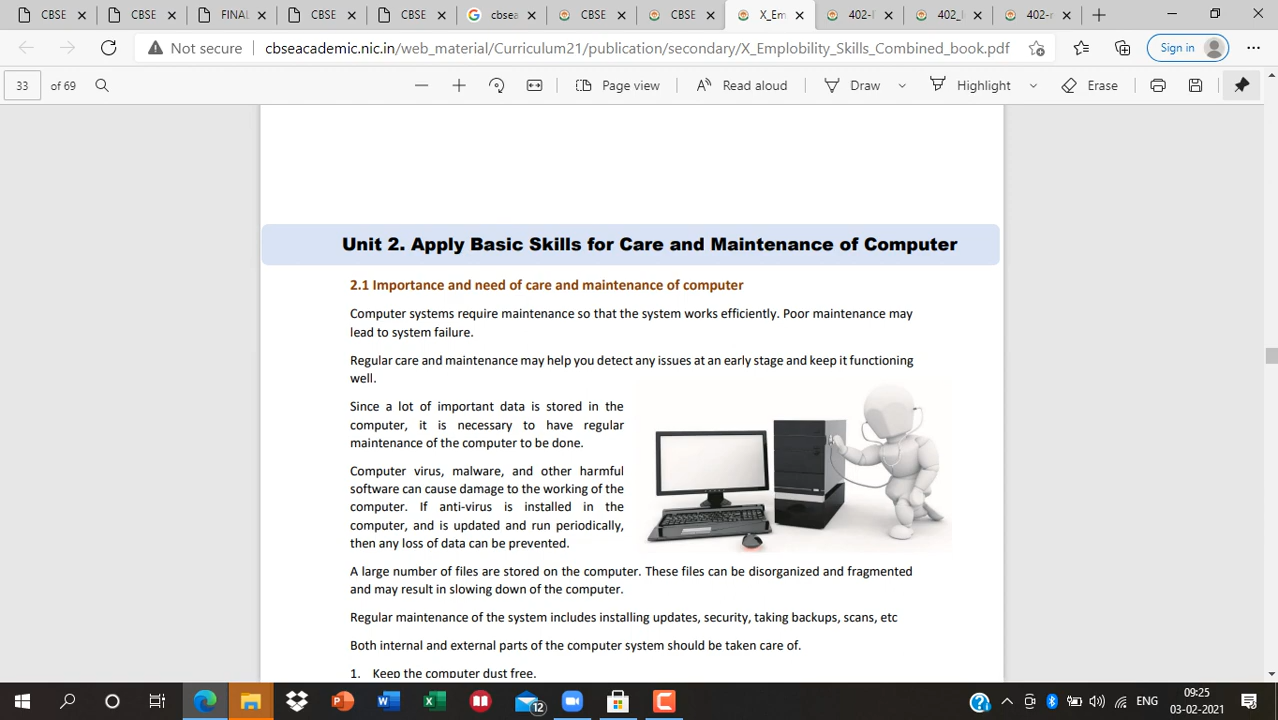 CBSE
CBSE
FINAL
CBSE
CBSE
cbsea
CBSE
CBSE
X_Em
402-I
402_I
402-r
Not secure
cbseacademic.nic.in/web_material/Curriculum21/publication/secondary/X_Emplobility_Skills_Combined_book.pdf
Sign in
33 of 69
Page view
Read aloud
Draw
Highlight
Erase
Unit 2. Apply Basic Skills for Care and Maintenance of Computer
2.1 Importance and need of care and maintenance of computer
Computer systems require maintenance so that the system works efficiently. Poor maintenance may
lead to system failure.
Regular care and maintenance may help you detect any issues at an early stage and keep it functioning
well.
Since a lot of important data is stored in the
computer, it is necessary to have regular
maintenance of the computer to be done.
Computer virus, malware, and other harmful
software can cause damage to the working of the
computer. If anti-virus is installed in the
computer, and is updated and run periodically,
then any loss of data can be prevented.
A large number of files are stored on the computer. These files can be disorganized and fragmented
and may result in slowing down of the computer.
Regular maintenance of the system includes installing updates, security, taking backups, scans, etc
Both internal and external parts of the computer system should be taken care of.
1. Keep the computer dust free.
12
ENG
09:25
03-02-2021